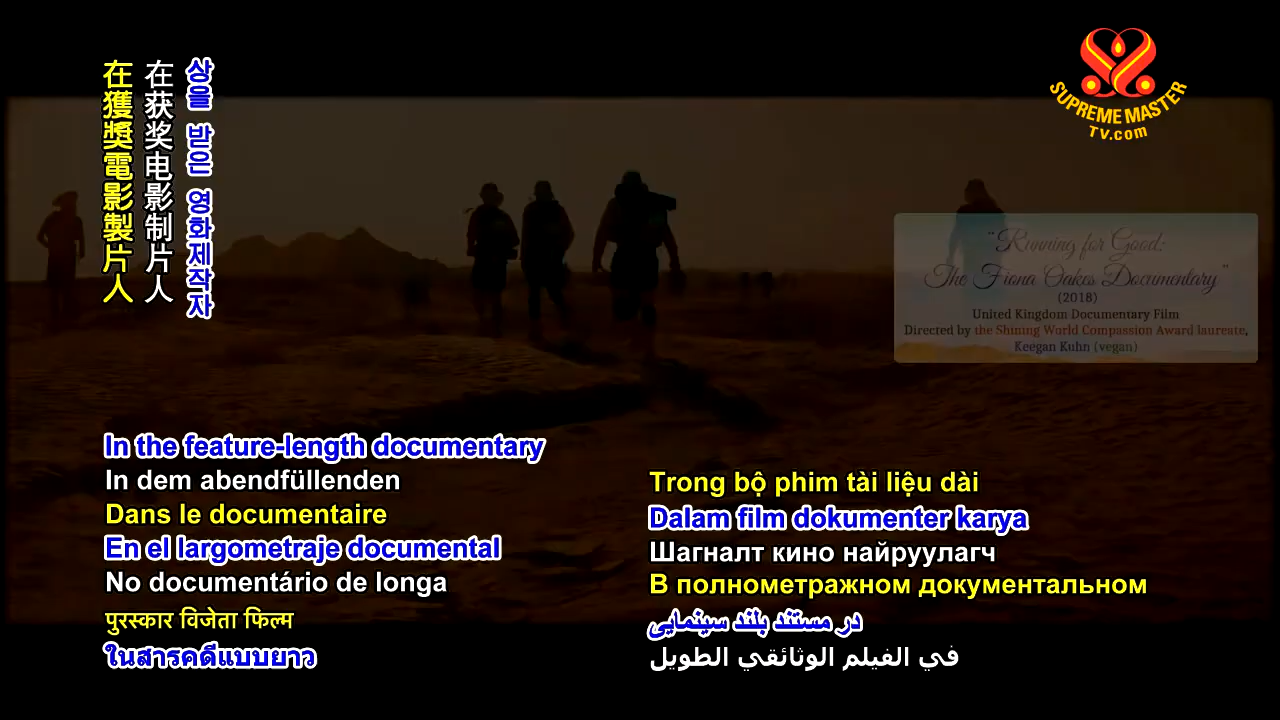 在獲獎電影製片人
在获奖电影制片人
상을 받은 영화제작자
SUPREME MASTER
TV.com
"Running for Good:
The Fiona Oakes Documentary"
(2018)
United Kingdom Documentary Film
Directed by the Shining World Compassion Award laureate,
Keegan Kuhn (vegan)
In the feature-length documentary
In dem abendfüllenden
Dans le documentaire
En el largometraje documental
No documentário de longa
पुरस्कार विजेता फिल्म
ในสารคดีแบบยาว
Trong bộ phim tài liệu dài
Dalam film dokumenter karya
Шагналт кино найруулагч
В полнометражном документальном
در مستند بلند سینمایی
في الفيلم الوثائقي الطويل